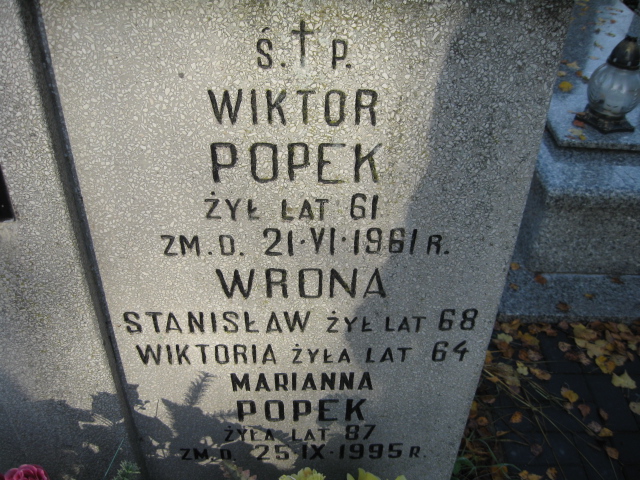 Ś. † P.
WIKTOR
POPEK
ŻYŁ LAT 61
ZM. D. 21·VI·1961 R.
WRONA
STANISŁAW ŻYŁ LAT 68
WIKTORIA ŻYŁA LAT 64
MARIANNA
POPEK
ŻYŁA LAT 87
ZM. D. 25·IX·1995 R.